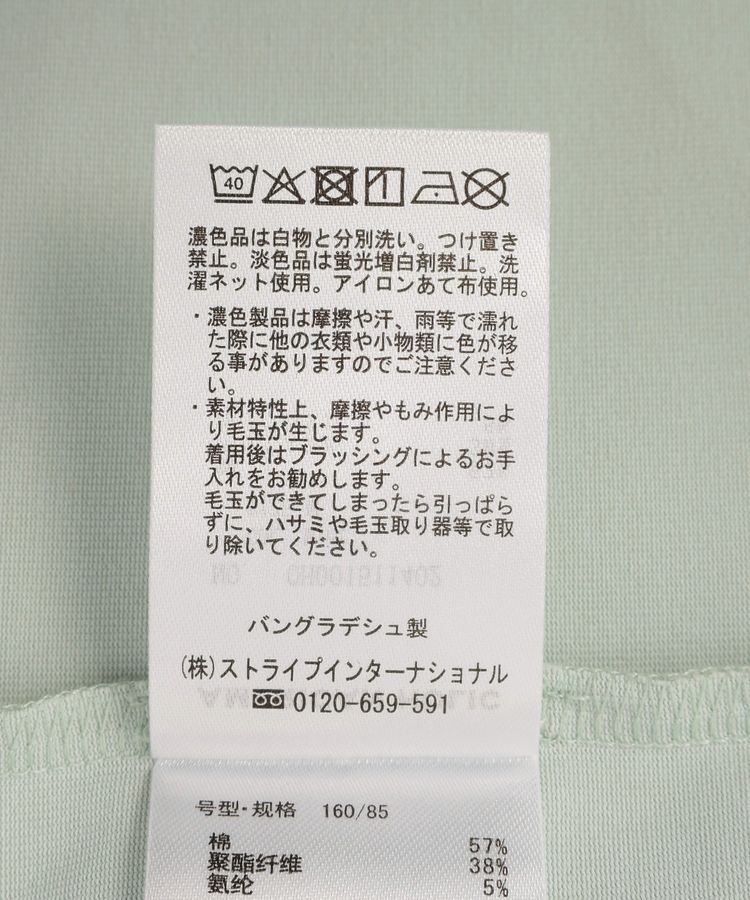 40
濃色品は白物と分別洗い。つけ置き
禁止。淡色品は蛍光増白剤禁止。洗
濯ネット使用。アイロンあて布使用。
・濃色製品は摩擦や汗、雨等で濡れ
た際に他の衣類や小物類に色が移
る事がありますのでご注意くださ
い。
・素材特性上、摩擦やもみ作用によ
り毛玉が生じます。
着用後はブラッシングによるお手
入れをお勧めします。
毛玉ができてしまったら引っぱら
ずに、ハサミや毛玉取り器等で取
り除いてください。
バングラデシュ製
(株)ストライプインターナショナル
0120-659-591
号型·规格 160/85
棉 57%
聚酯纤维 38%
氨纶 5%